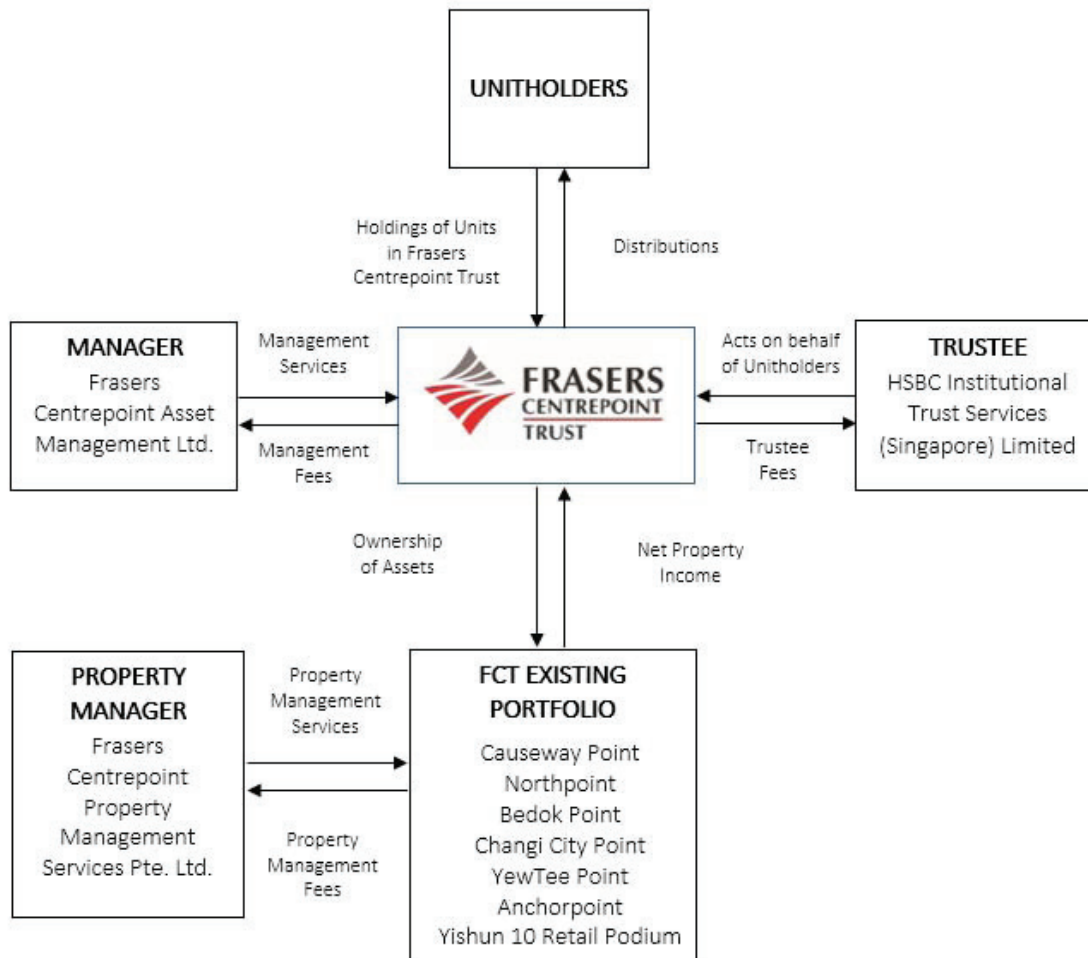 UNITHOLDERS
Holdings of Units
in Frasers
Centrepoint Trust
Distributions
MANAGER
Frasers
Centrepoint Asset
Management Ltd.
Management
Services
Management
Fees
FRASERS
CENTREPOINT
TRUST
Acts on behalf
of Unitholders
Trustee
Fees
TRUSTEE
HSBC Institutional
Trust Services
(Singapore) Limited
Ownership
of Assets
Net Property
Income
PROPERTY
MANAGER
Frasers
Centrepoint
Property
Management
Services Pte. Ltd.
Property
Management
Services
Property
Management
Fees
FCT EXISTING
PORTFOLIO
Causeway Point
Northpoint
Bedok Point
Changi City Point
YewTee Point
Anchorpoint
Yishun 10 Retail Podium